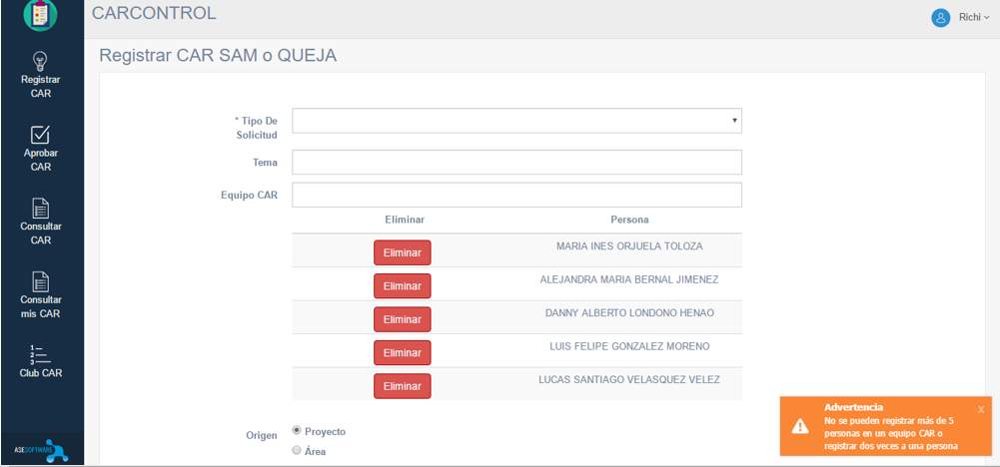 CARCONTROL
Richi
Registrar CAR SAM o QUEJA
Registrar
CAR
Aprobar
CAR
Consultar
CAR
Consultar
mis CAR
1
2
3
Club CAR
ASESOFTWARE
* Tipo De
Solicitud
Tema
Equipo CAR
Eliminar Persona
Eliminar MARIA INES ORJUELA TOLOZA
Eliminar ALEJANDRA MARIA BERNAL JIMENEZ
Eliminar DANNY ALBERTO LONDONO HENAO
Eliminar LUIS FELIPE GONZALEZ MORENO
Eliminar LUCAS SANTIAGO VELASQUEZ VELEZ
Origen
Proyecto
Área
Advertencia x
No se pueden registrar más de 5
personas en un equipo CAR o
registrar dos veces a una persona